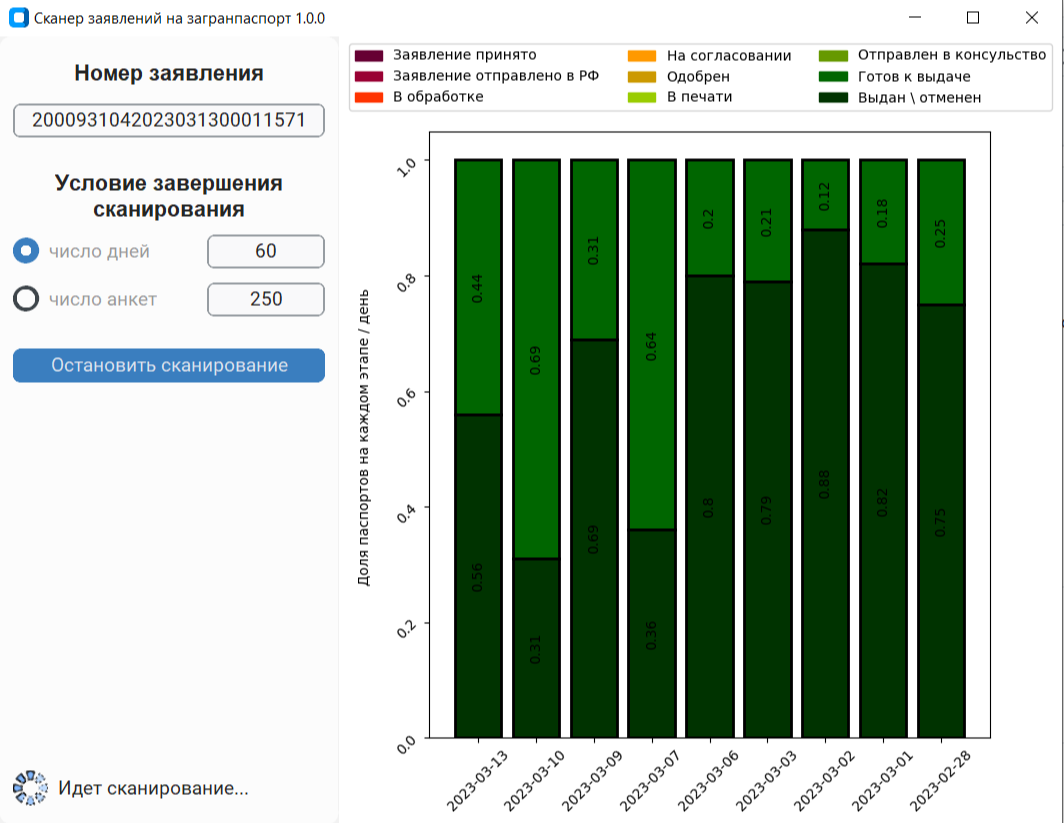 Сканер заявлений на загранпаспорт 1.0.0
Номер заявления
2000931042023031300011571
Условие завершения
сканирования
число дней
60
число анкет
250
Остановить сканирование
Идет сканирование...
Заявление принято
Заявление отправлено в РФ
В обработке
На согласовании
Одобрен
В печати
Отправлен в консульство
Готов к выдаче
Выдан \ отменен
Доля паспортов на каждом этапе / день
1.0
0.8
0.6
0.4
0.2
0.0
0.44
0.56
0.69
0.31
0.31
0.69
0.64
0.36
0.2
0.8
0.21
0.79
0.12
0.88
0.18
0.82
0.25
0.75
2023-03-13
2023-03-10
2023-03-09
2023-03-07
2023-03-06
2023-03-03
2023-03-02
2023-03-01
2023-02-28